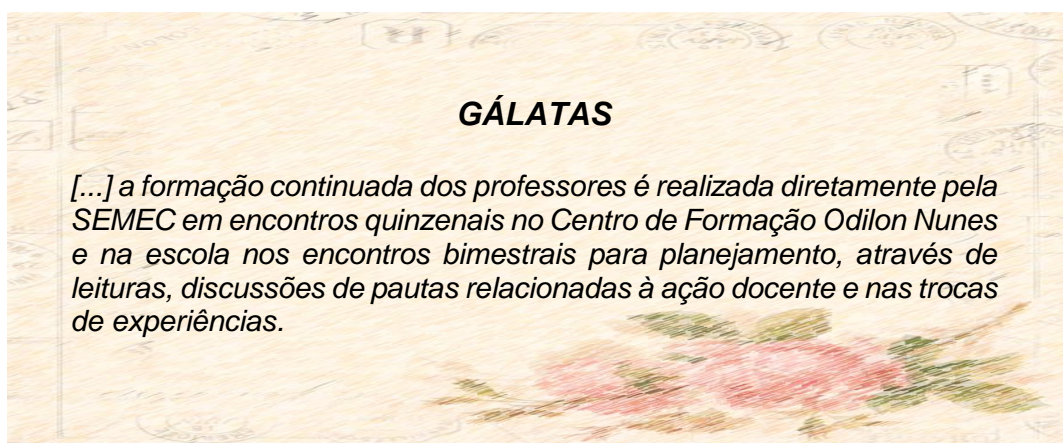 GÁLATAS
[...] a formação continuada dos professores é realizada diretamente pela
SEMEC em encontros quinzenais no Centro de Formação Odilon Nunes
e na escola nos encontros bimestrais para planejamento, através de
leituras, discussões de pautas relacionadas à ação docente e nas trocas
de experiências.